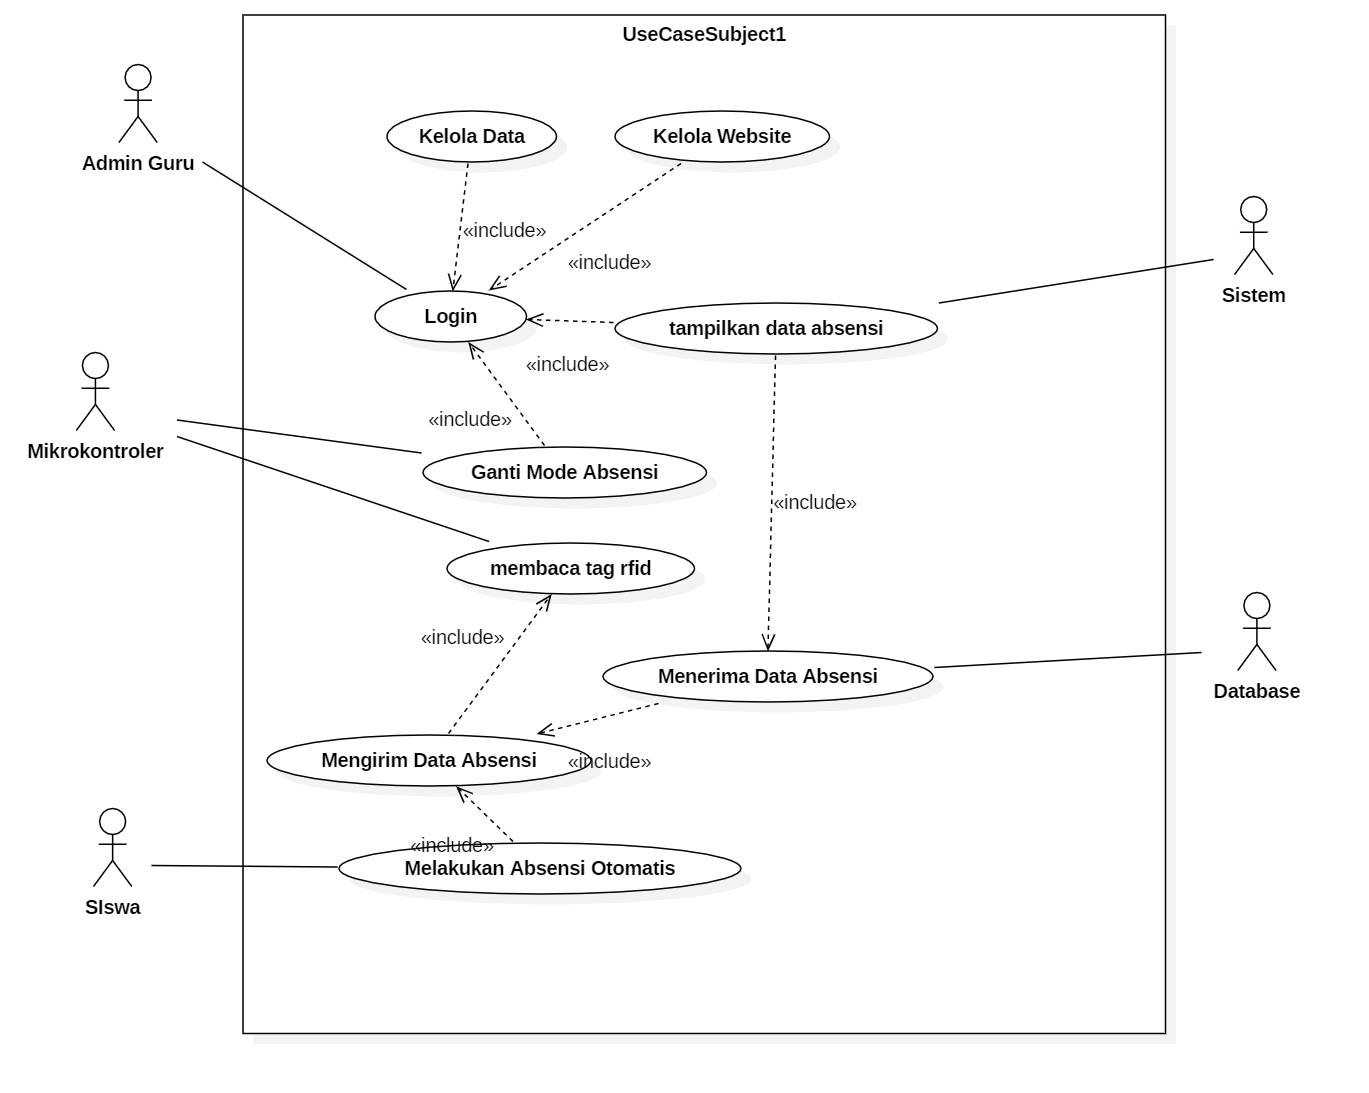 UseCaseSubject1
Kelola Data
Kelola Website
Admin Guru
«include»
«include»
Sistem
Login
tampilkan data absensi
«include»
«include»
Mikrokontroler
Ganti Mode Absensi
«include»
membaca tag rfid
«include»
Menerima Data Absensi
Database
Mengirim Data Absensi
«include»
«include»
Melakukan Absensi Otomatis
SIswa